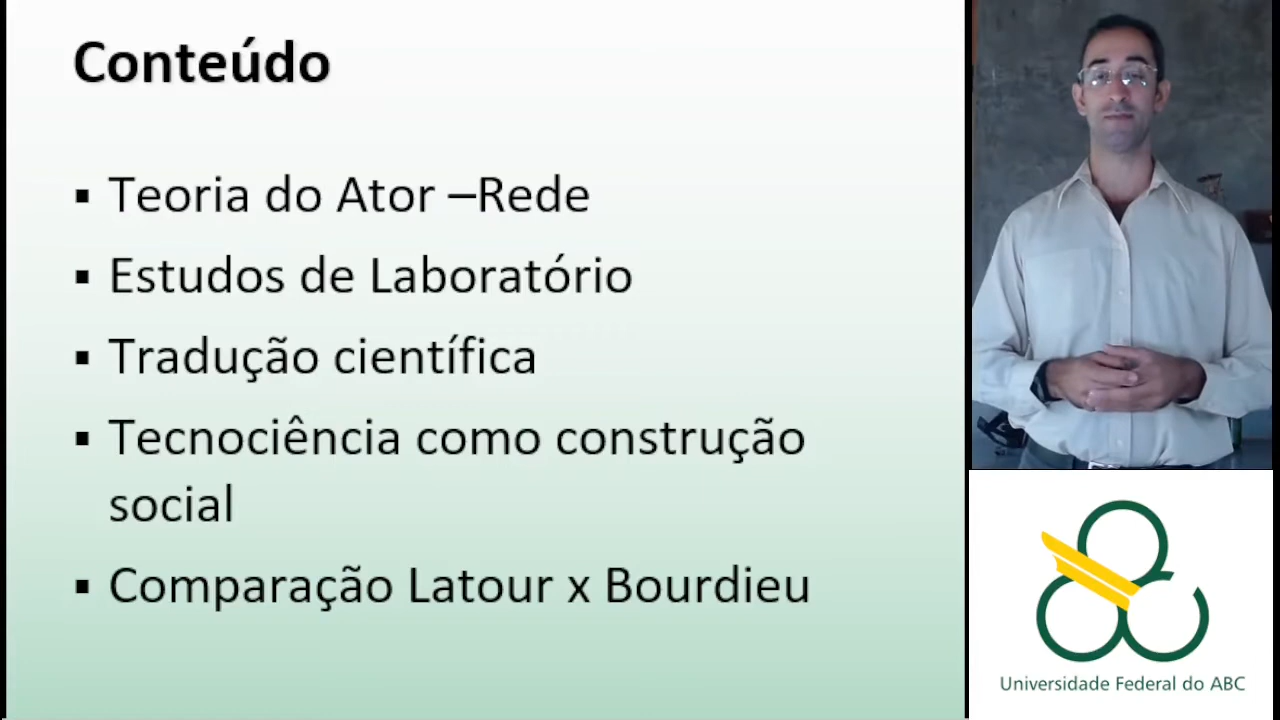 Conteúdo
▪ Teoria do Ator –Rede
▪ Estudos de Laboratório
▪ Tradução científica
▪ Tecnociência como construção
social
▪ Comparação Latour x Bourdieu
Universidade Federal do ABC